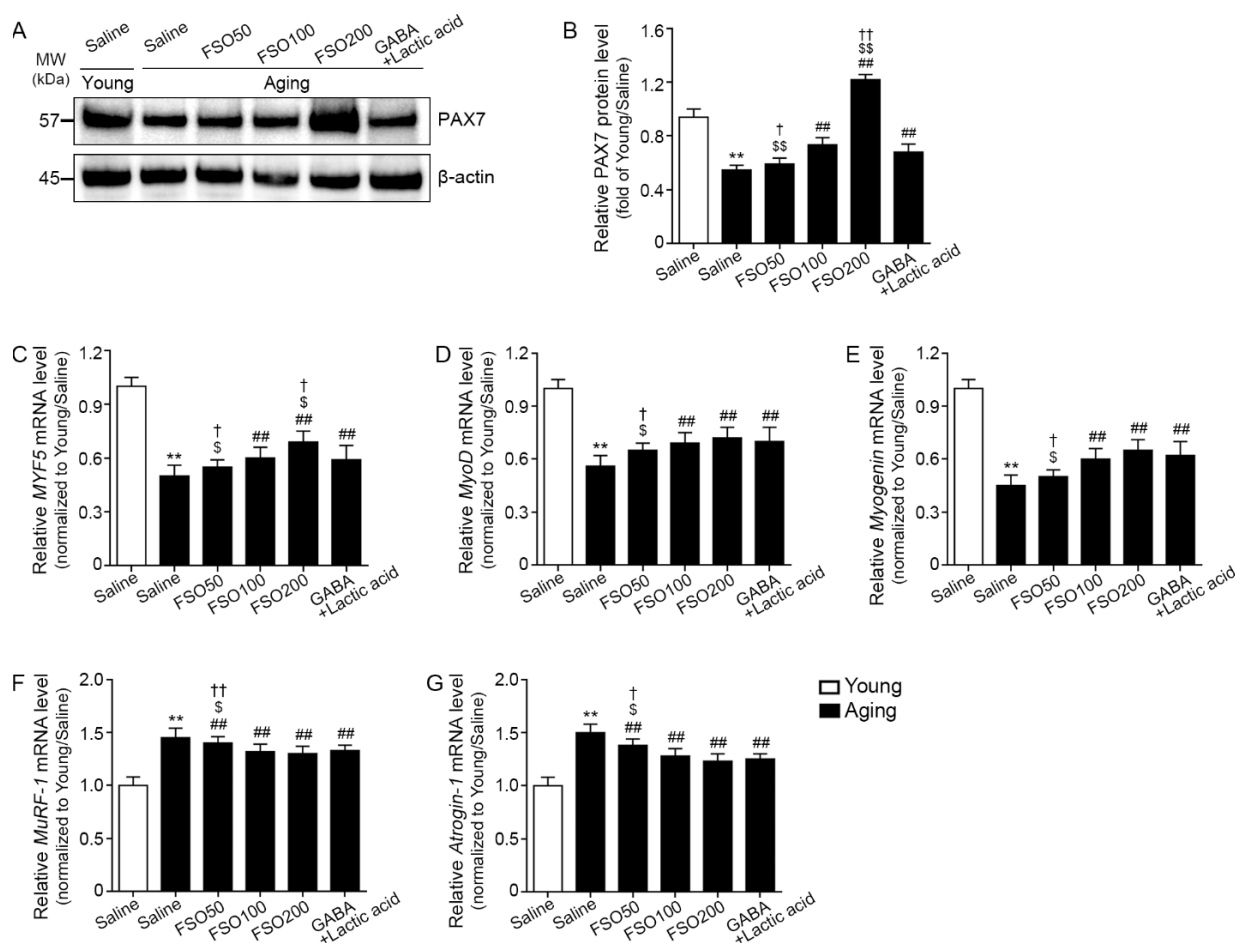 A
MW
(kDa)
Saline
Saline
FSO50
FSO100
FSO200
GABA
+Lactic acid
Young
Aging
57
PAX7
45
β-actin
B
Relative PAX7 protein level
(fold of Young/Saline)
1.6
1.2
0.8
0.4
0
**
†
$$
##
††
$$
##
##
Saline
Saline
FSO50
FSO100
FSO200
GABA
+Lactic acid
C
Relative MYF5 mRNA level
(normalized to Young/Saline)
1.2
0.9
0.6
0.3
0
**
†
$
##
†
$
##
##
Saline
Saline
FSO50
FSO100
FSO200
GABA
+Lactic acid
D
Relative MyoD mRNA level
(normalized to Young/Saline)
1.2
0.9
0.6
0.3
0
**
†
$
##
##
##
Saline
Saline
FSO50
FSO100
FSO200
GABA
+Lactic acid
E
Relative Myogenin mRNA level
(normalized to Young/Saline)
1.2
0.9
0.6
0.3
0
**
†
$
##
##
##
Saline
Saline
FSO50
FSO100
FSO200
GABA
+Lactic acid
F
Relative MuRF-1 mRNA level
(normalized to Young/Saline)
2.0
1.5
1.0
0.5
0
**
††
$
##
##
##
##
Saline
Saline
FSO50
FSO100
FSO200
GABA
+Lactic acid
G
Relative Atrogin-1 mRNA level
(normalized to Young/Saline)
2.0
1.5
1.0
0.5
0
**
†
$
##
##
##
##
Saline
Saline
FSO50
FSO100
FSO200
GABA
+Lactic acid
Young
Aging